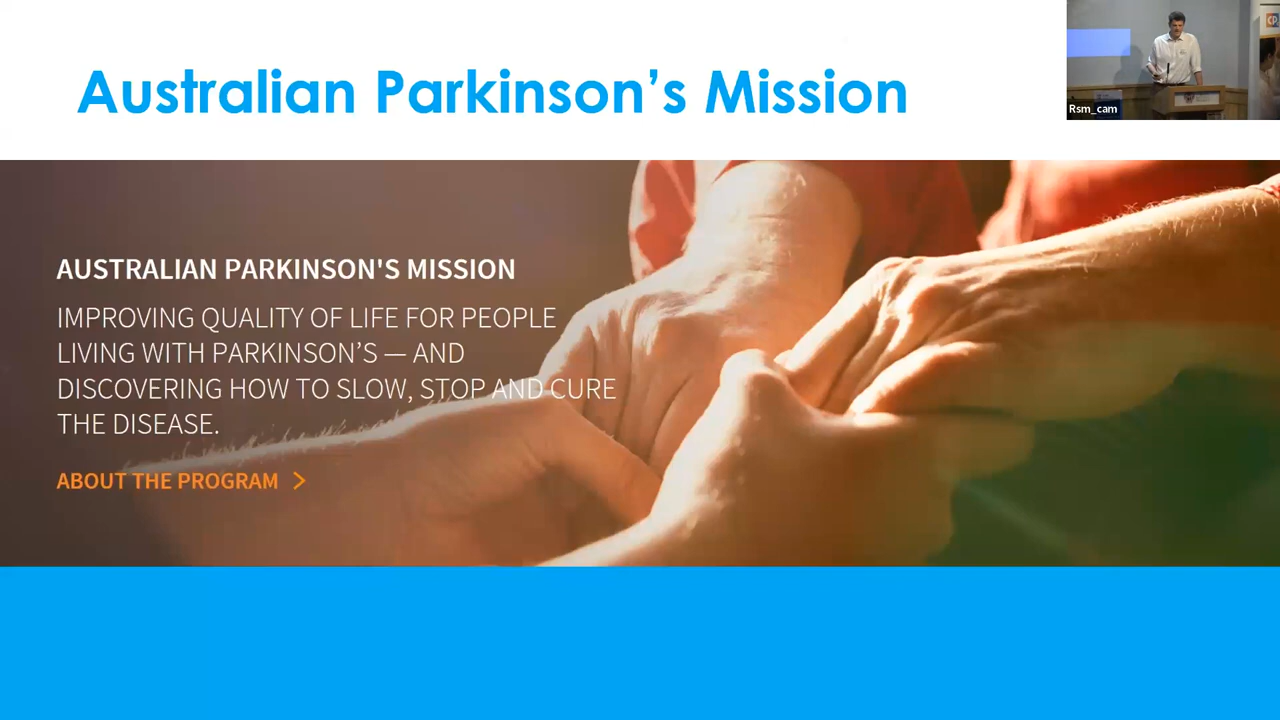 Australian Parkinson’s Mission
Rsm_cam
AUSTRALIAN PARKINSON'S MISSION
IMPROVING QUALITY OF LIFE FOR PEOPLE
LIVING WITH PARKINSON’S — AND
DISCOVERING HOW TO SLOW, STOP AND CURE
THE DISEASE.
ABOUT THE PROGRAM >